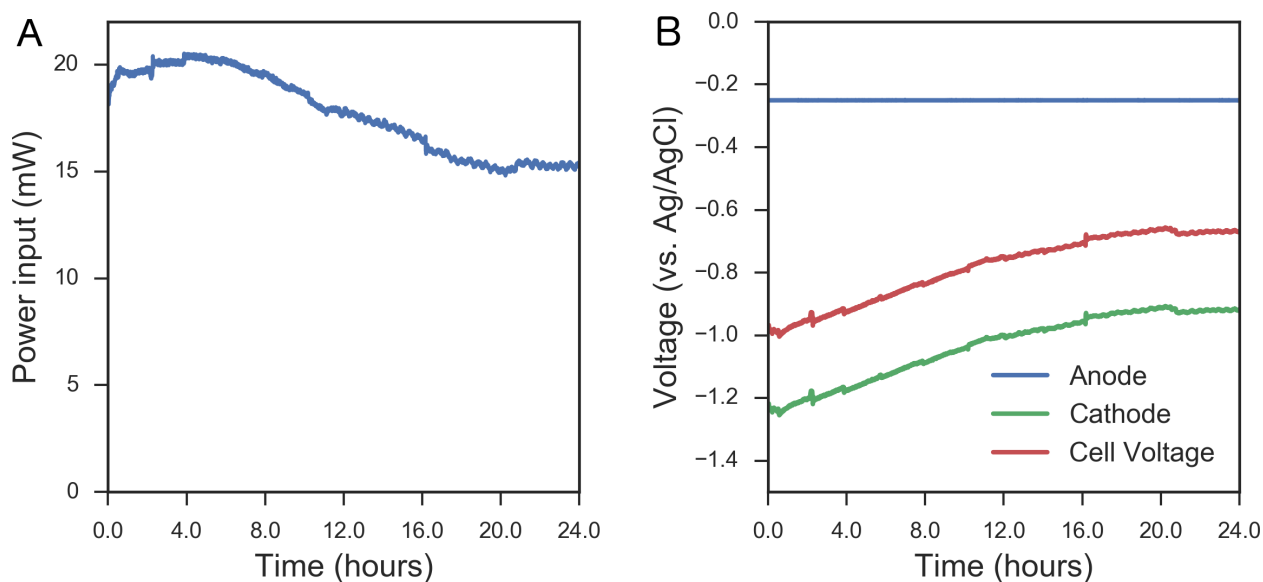 A
Power input (mW)
20
15
10
5
0
0.0 4.0 8.0 12.0 16.0 20.0 24.0
Time (hours)
B
Voltage (vs. Ag/AgCl)
0.0
−0.2
−0.4
−0.6
−0.8
−1.0
−1.2
−1.4
Anode
Cathode
Cell Voltage
0.0 4.0 8.0 12.0 16.0 20.0 24.0
Time (hours)